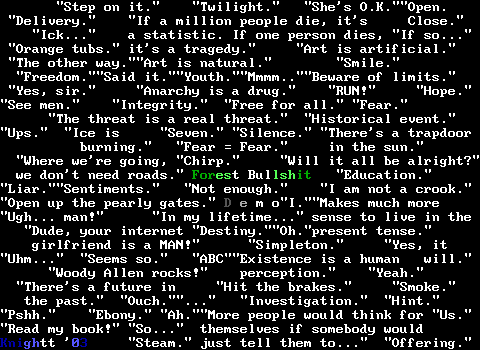 "Step on it." "Twilight." "She's O.K.""Open.
"Delivery." "If a million people die, it's Close."
"Ick..." a statistic. If one person dies, "If so..."
"Orange tubs." it's a tragedy." "Art is artificial."
"The other way.""Art is natural." "Smile."
"Freedom.""Said it.""Youth.""Mmmm..""Beware of limits."
"Yes, sir." "Anarchy is a drug." "RUN!" "Hope."
"See men." "Integrity." "Free for all." "Fear."
"The threat is a real threat." "Historical event."
"Ups." "Ice is "Seven." "Silence." "There's a trapdoor
burning." "Fear = Fear." in the sun."
"Where we're going, "Chirp." "Will it all be alright?"
we don't need roads." Forest Bullshit "Education."
"Liar.""Sentiments." "Not enough." "I am not a crook."
"Open up the pearly gates." D e m o"I.""Makes much more
"Ugh... man!" "In my lifetime..." sense to live in the
"Dude, your internet "Destiny.""Oh."present tense."
girlfriend is a MAN!" "Simpleton." "Yes, it
"Uhm..." "Seems so." "ABC""Existence is a human will."
"Woody Allen rocks!" perception." "Yeah."
"There's a future in "Hit the brakes." "Smoke."
the past." "Ouch.""..." "Investigation." "Hint."
"Pshh." "Ebony." "Ah.""More people would think for "Us."
"Read my book!" "So..." themselves if somebody would
Knightt '03 "Steam." just tell them to..." "Offering."